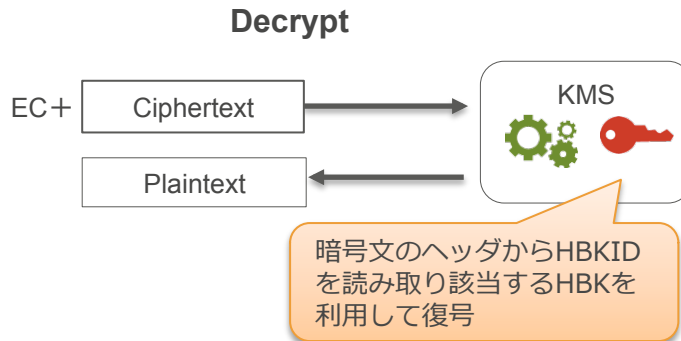 Decrypt
EC＋
Ciphertext
KMS
Plaintext
暗号文のヘッダからHBKID
を読み取り該当するHBKを
利用して復号